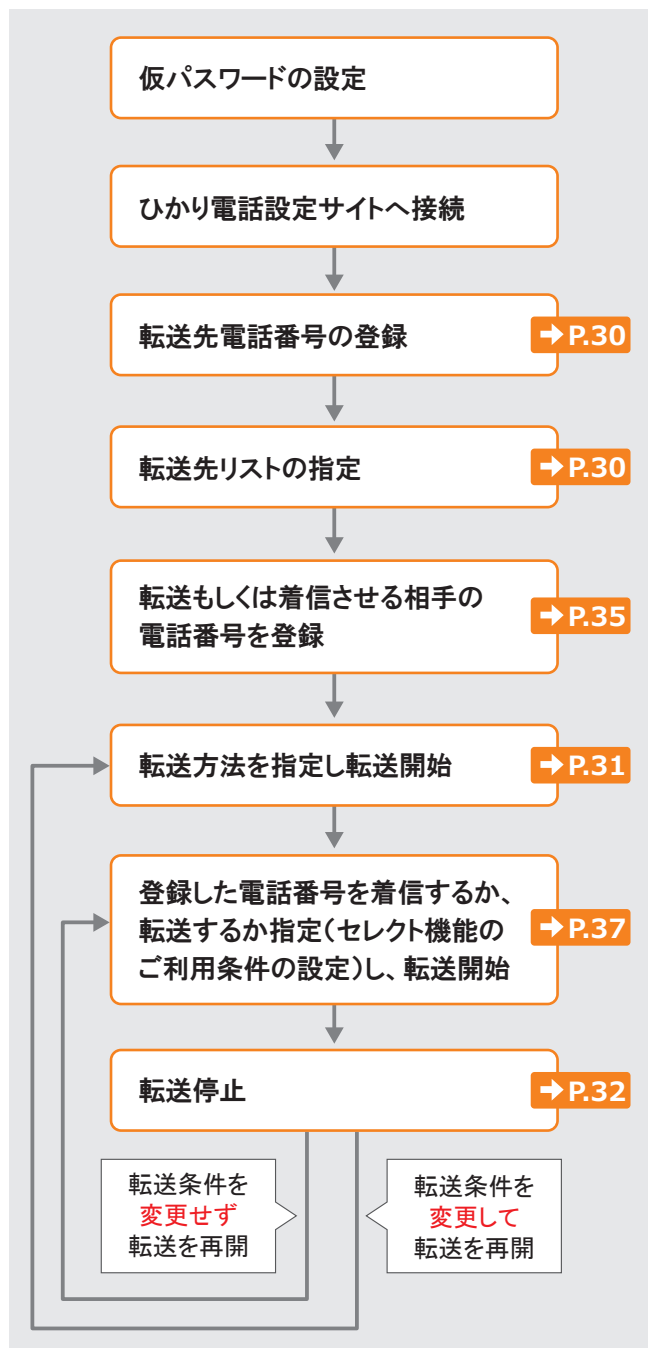 仮パスワードの設定
ひかり電話設定サイトへ接続
転送先電話番号の登録
➔P.30
転送先リストの指定
➔P.30
転送もしくは着信させる相手の
電話番号を登録
➔P.35
転送方法を指定し転送開始
➔P.31
登録した電話番号を着信するか、
転送するか指定(セレクト機能の
ご利用条件の設定)し、転送開始
➔P.37
転送停止
➔P.32
転送条件を
変更せず
転送を再開
転送条件を
変更して
転送を再開